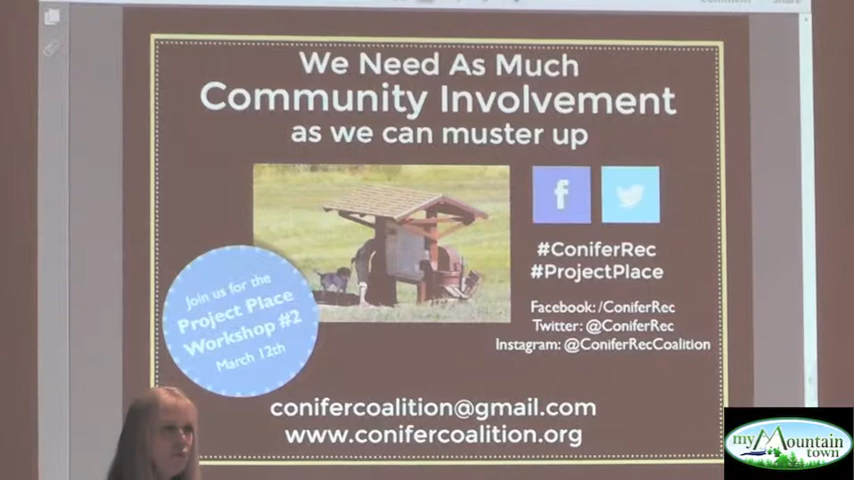 Comment
Share
We Need As Much
Community Involvement
as we can muster up
f
#ConiferRec
#ProjectPlace
Facebook: /ConiferRec
Twitter: @ConiferRec
Instagram: @ConiferRecCoalition
Join us for the
Project Place
Workshop #2
March 12th
conifercoalition@gmail.com
www.conifercoalition.org
my Mountain
town